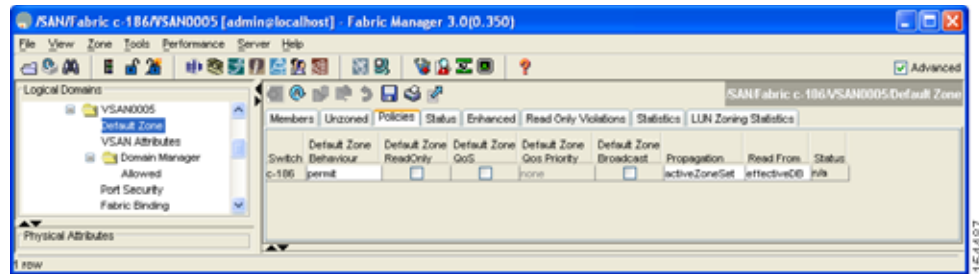 /SAN/Fabric c-186/VSAN0005 [admin@localhost] - Fabric Manager 3.0(0.350)
File View Zone Tools Performance Server Help
Advanced
Logical Domains
/SAN/Fabric c-186/VSAN0005/Default Zone
VSAN0005
Default Zone
VSAN Attributes
Domain Manager
Allowed
Port Security
Fabric Binding
Members Unzoned Policies Status Enhanced Read Only Violations Statistics LUN Zoning Statistics
Default Zone Default Zone Default Zone Default Zone Default Zone
Switch Behaviour ReadOnly QoS Qos Priority Broadcast Propagation Read From Status
c-186 permit none activeZoneSet effectiveDB n/a
Physical Attributes
1 row